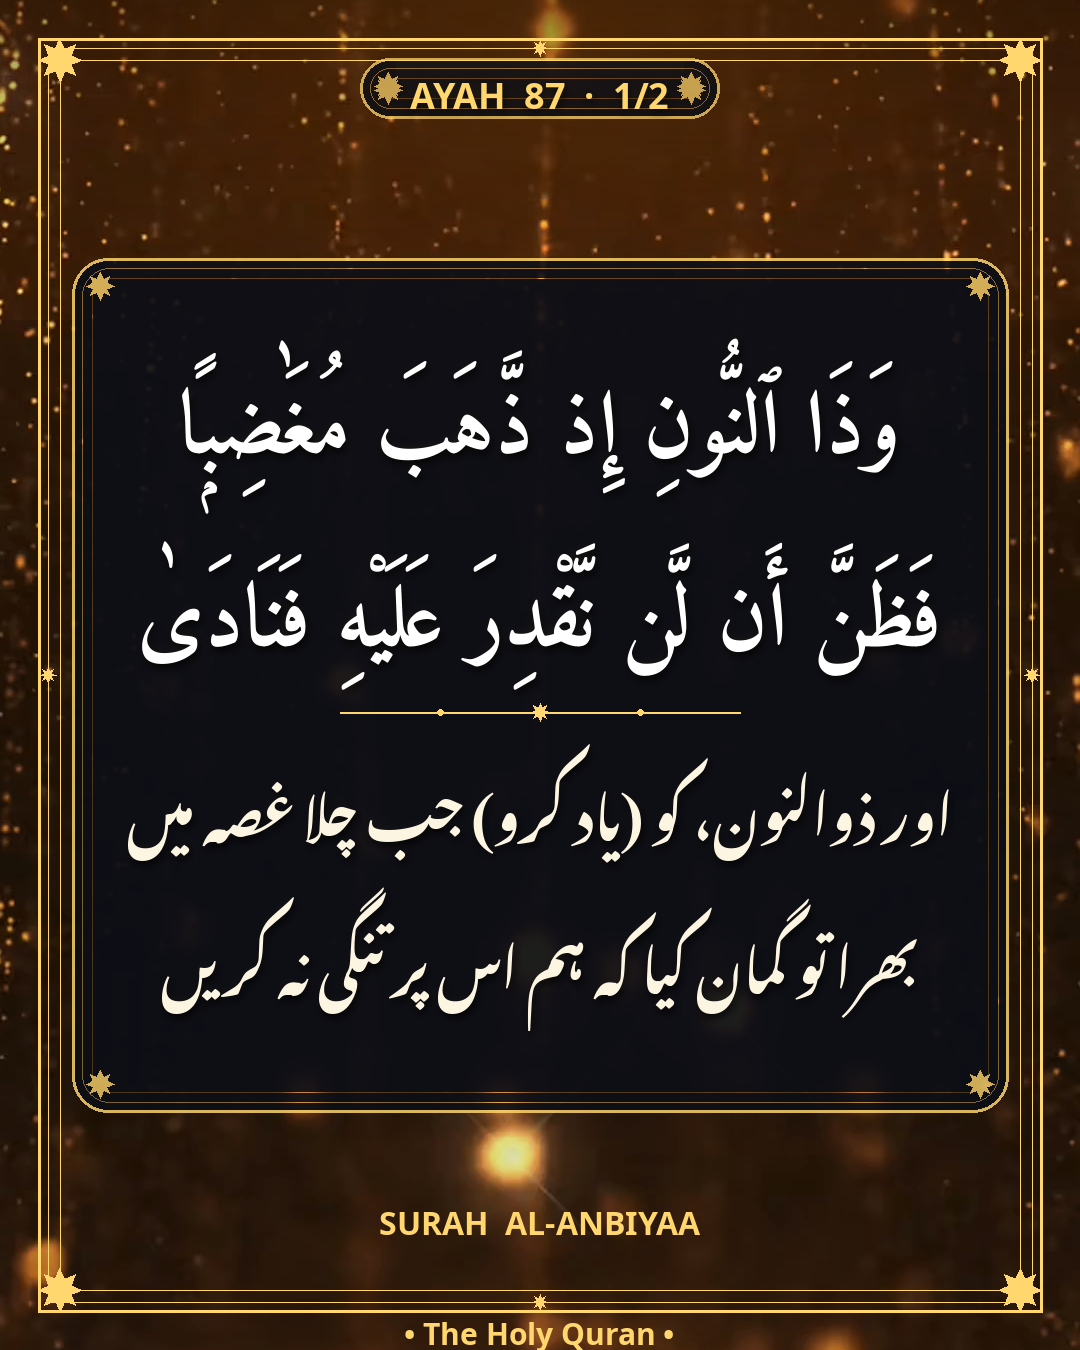 AYAH 87 · 1/2
وَذَا ٱلنُّونِ إِذ ذَّهَبَ مُغَٰضِبࣰا
فَظَنَّ أَن لَّن نَّقۡدِرَ عَلَيۡهِ فَنَادَىٰ
اور ذوالنون، کو (یاد کرو) جب چلا غصہ میں
بھرا تو گمان کیا کہ ہم اس پر تنگی نہ کریں
SURAH AL-ANBIYAA
• The Holy Quran •